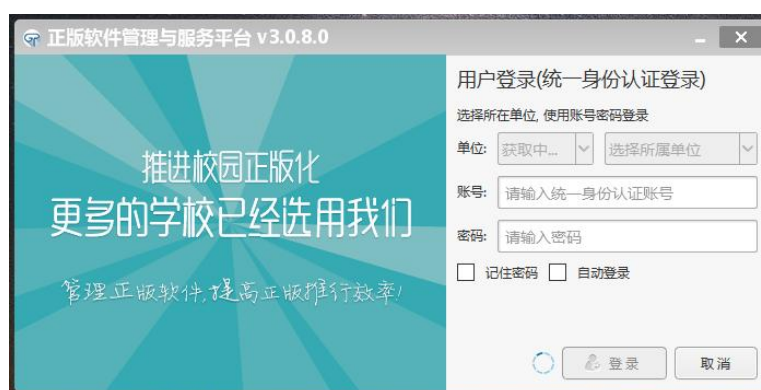 正版软件管理与服务平台 v3.0.8.0
推进校园正版化
更多的学校已经选用我们
管理正版软件,提高正版推行效率!
用户登录(统一身份认证登录)
选择所在单位, 使用账号密码登录
单位: 获取中... 选择所属单位
账号: 请输入统一身份认证账号
密码: 请输入密码
记住密码 自动登录
登录 取消